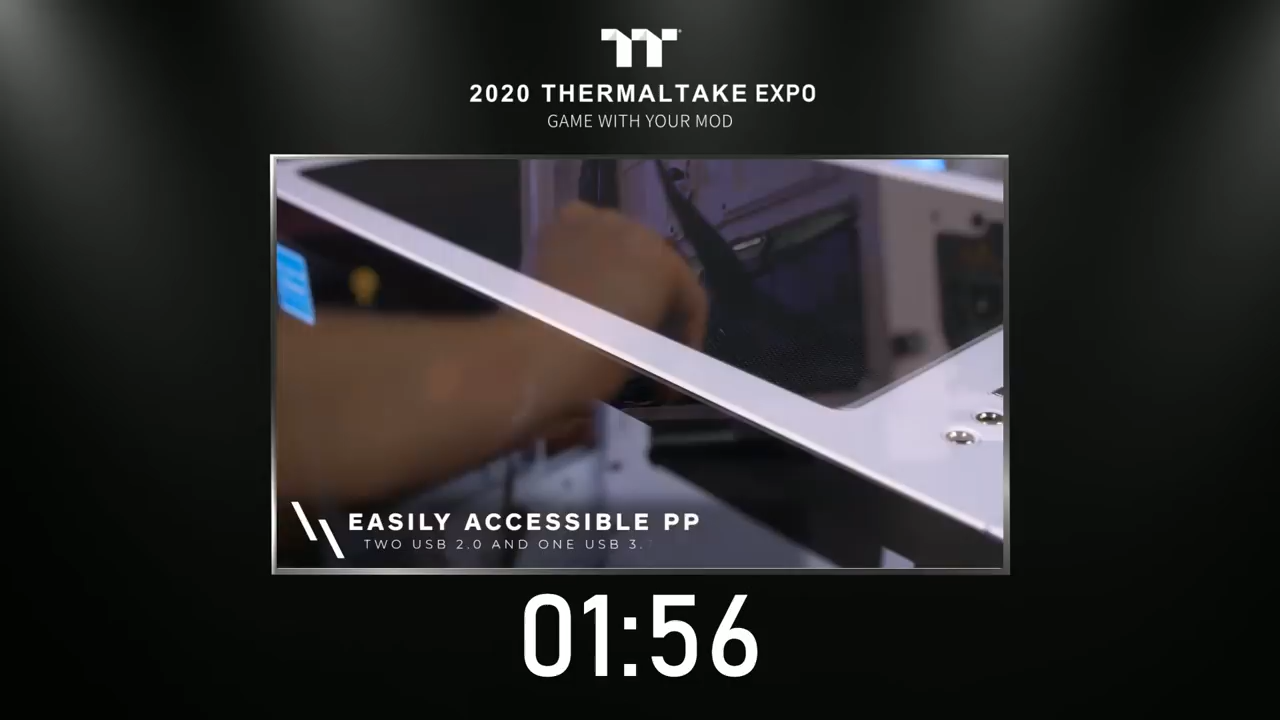 2020 THERMALTAKE EXPO
GAME WITH YOUR MOD
EASILY ACCESSIBLE PP
TWO USB 2.0 AND ONE USB 3.
01:56